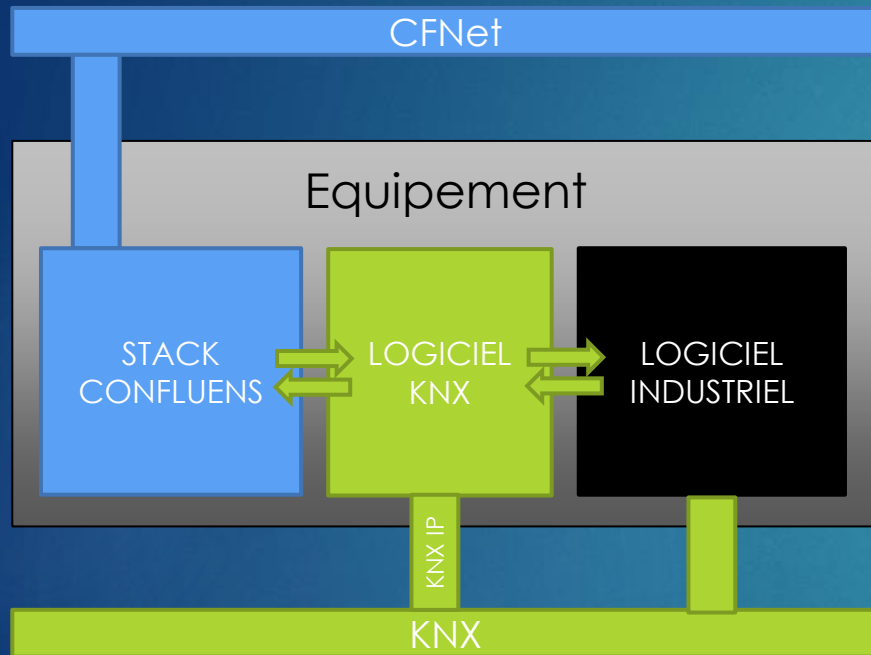 CFNet
Equipement
STACK
CONFLUENS
LOGICIEL
KNX
LOGICIEL
INDUSTRIEL
KNX IP
KNX